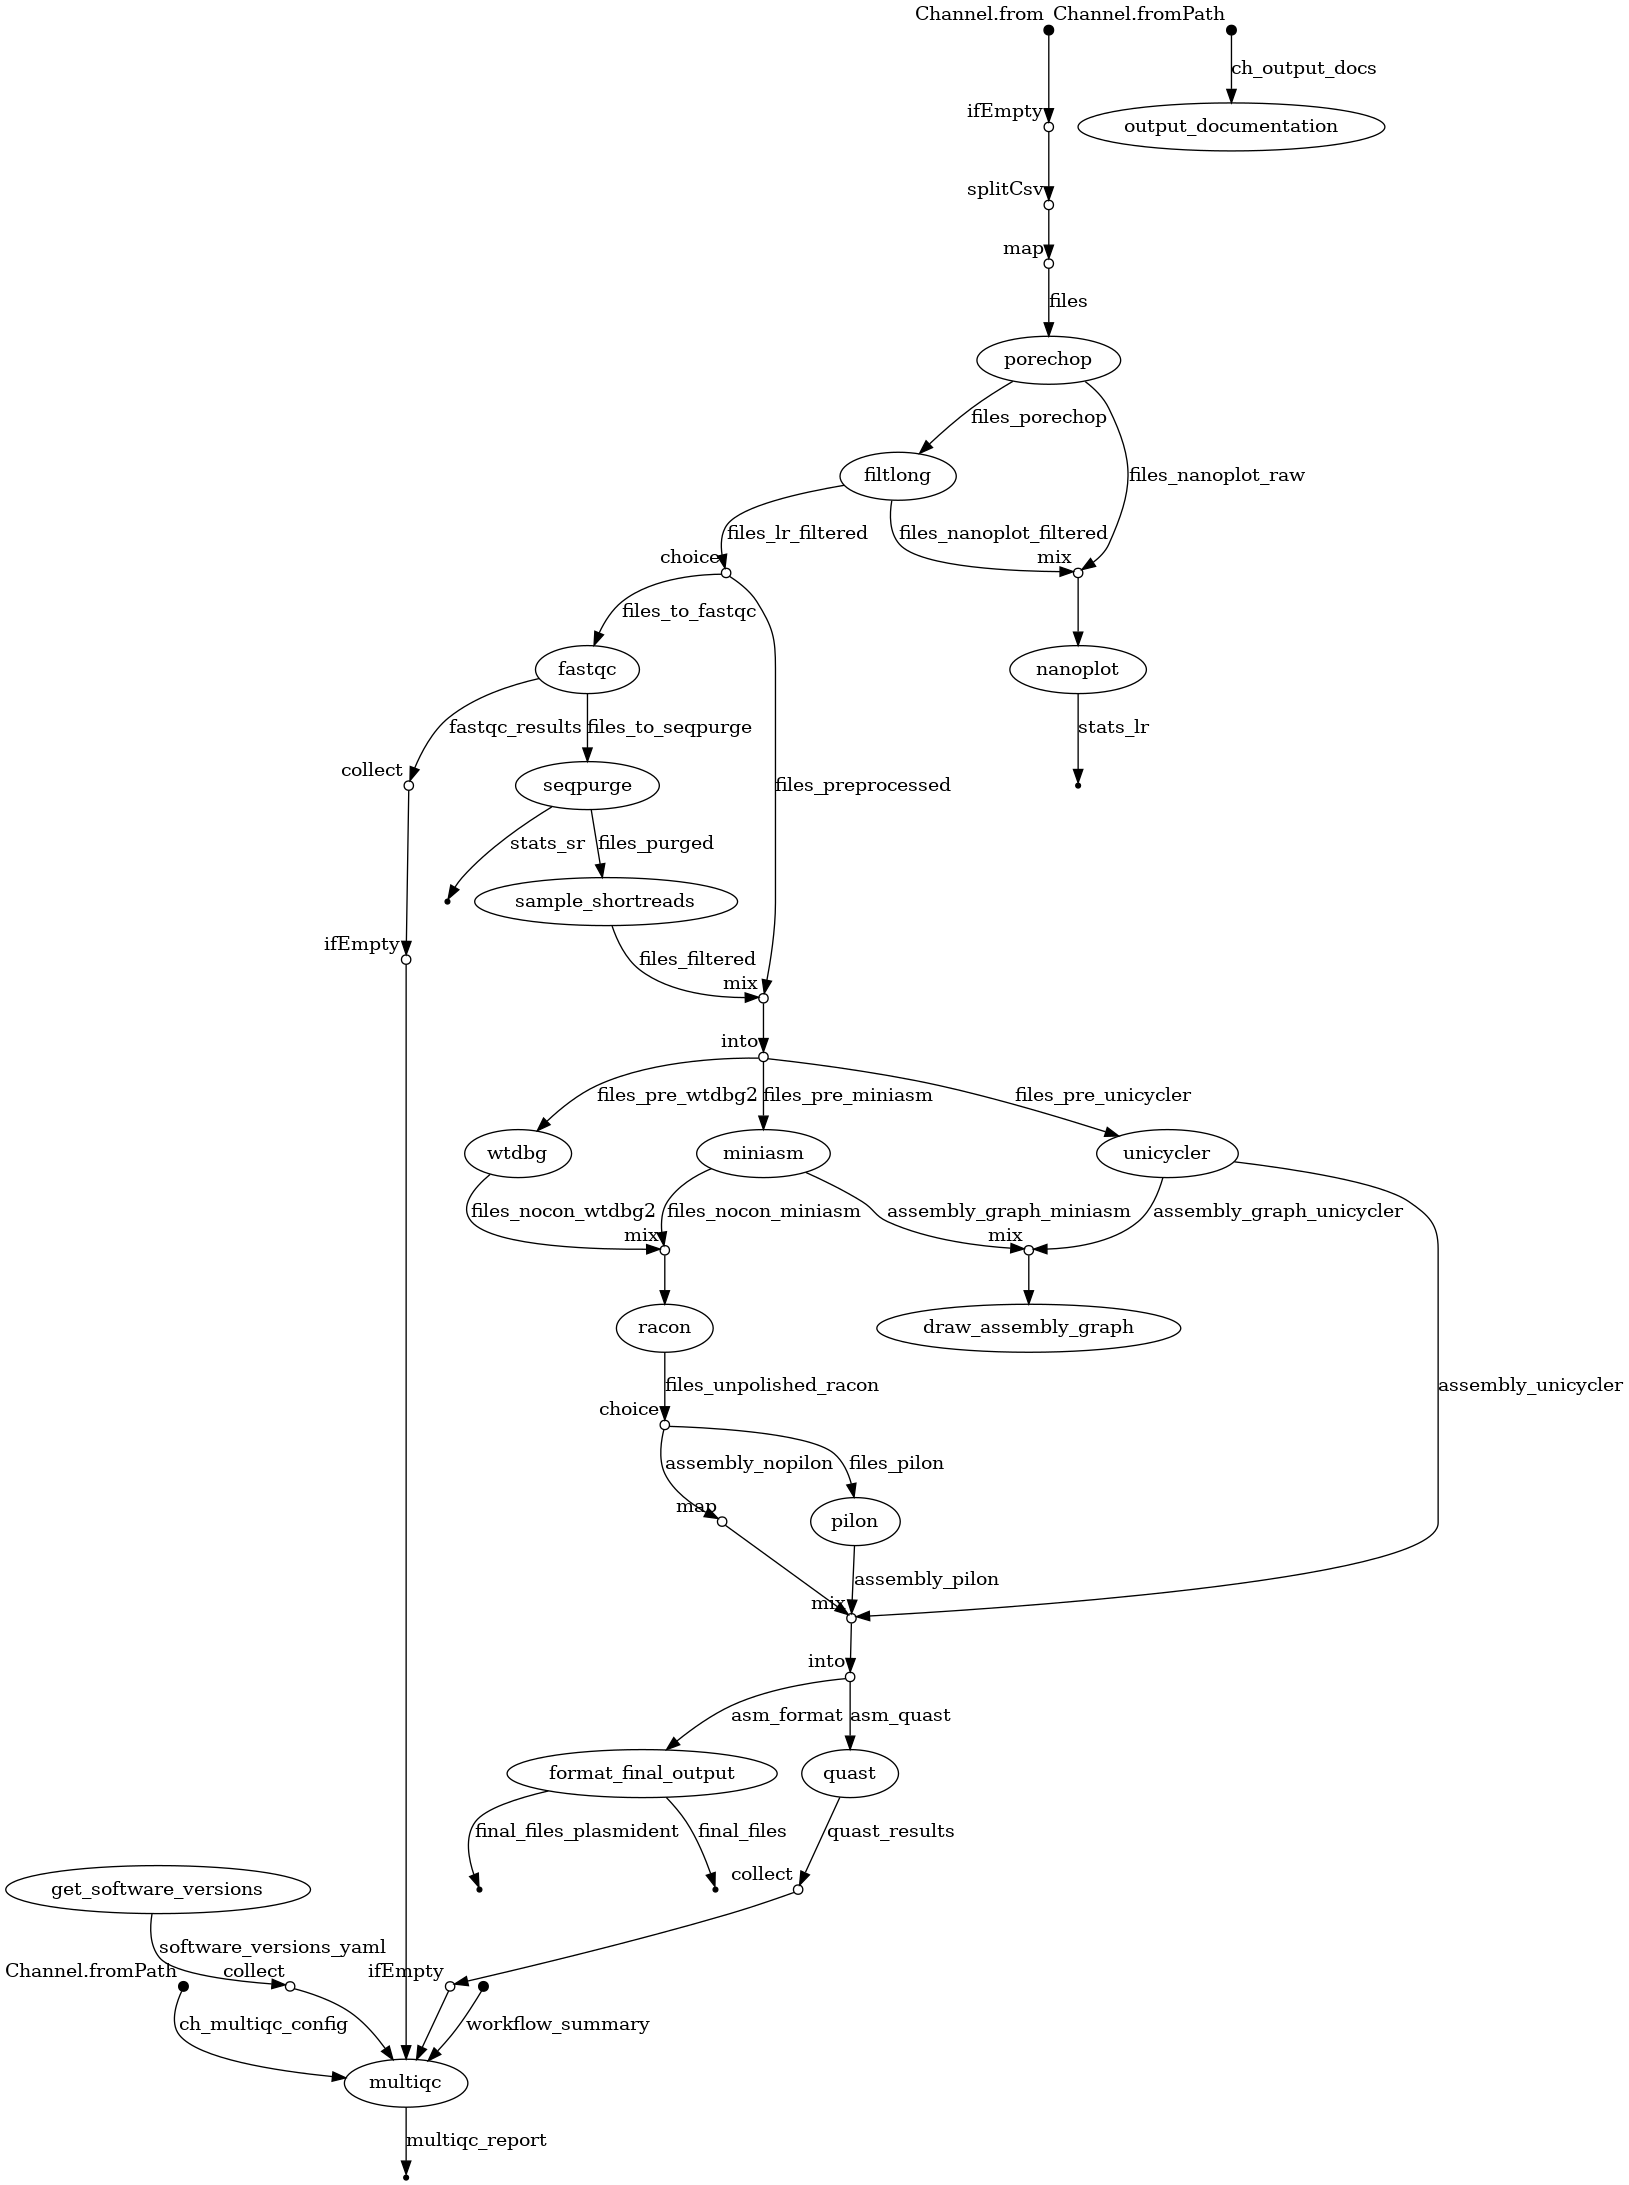 Channel.from
Channel.fromPath
ch_output_docs
ifEmpty
output_documentation
splitCsv
map
files
porechop
files_porechop
filtlong
files_nanoplot_raw
files_lr_filtered
files_nanoplot_filtered
choice
mix
files_to_fastqc
fastqc
nanoplot
fastqc_results
files_to_seqpurge
stats_lr
collect
seqpurge
files_preprocessed
stats_sr
files_purged
sample_shortreads
ifEmpty
files_filtered
mix
into
files_pre_wtdbg2
files_pre_miniasm
files_pre_unicycler
wtdbg
miniasm
unicycler
files_nocon_wtdbg2
files_nocon_miniasm
assembly_graph_miniasm
assembly_graph_unicycler
mix
mix
racon
draw_assembly_graph
files_unpolished_racon
assembly_unicycler
choice
assembly_nopilon
files_pilon
map
pilon
assembly_pilon
mix
into
asm_format
asm_quast
format_final_output
quast
final_files_plasmident
final_files
quast_results
collect
get_software_versions
software_versions_yaml
Channel.fromPath
collect
ifEmpty
ch_multiqc_config
workflow_summary
multiqc
multiqc_report